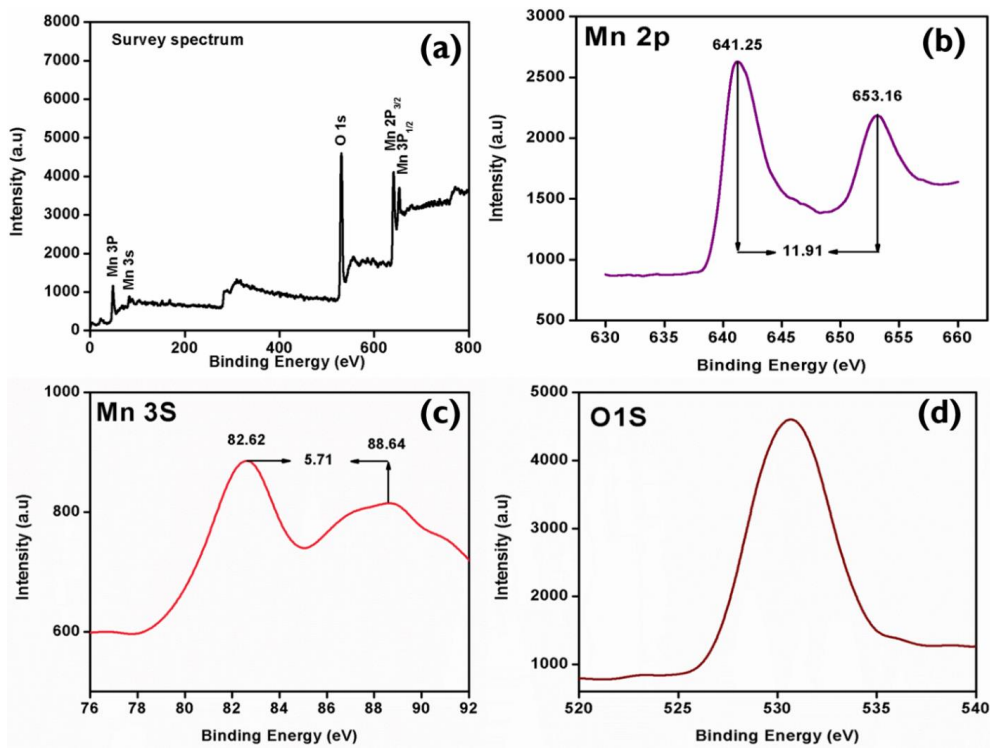 Survey spectrum
(a)
8000
7000
6000
5000
4000
3000
2000
1000
0
Intensity (a.u)
Mn 3P
Mn 3s
O 1s
Mn 2P3/2
Mn 3P1/2
0 200 400 600 800
Binding Energy (eV)
Mn 2p
(b)
3000
2500
2000
1500
1000
500
Intensity (a.u)
641.25
653.16
11.91
630 635 640 645 650 655 660
Binding Energy (eV)
Mn 3S
(c)
1000
800
600
Intensity (a.u)
82.62
88.64
5.71
76 78 80 82 84 86 88 90 92
Binding Energy (eV)
O1S
(d)
5000
4000
3000
2000
1000
Intensity (a.u)
520 525 530 535 540
Binding Energy (eV)